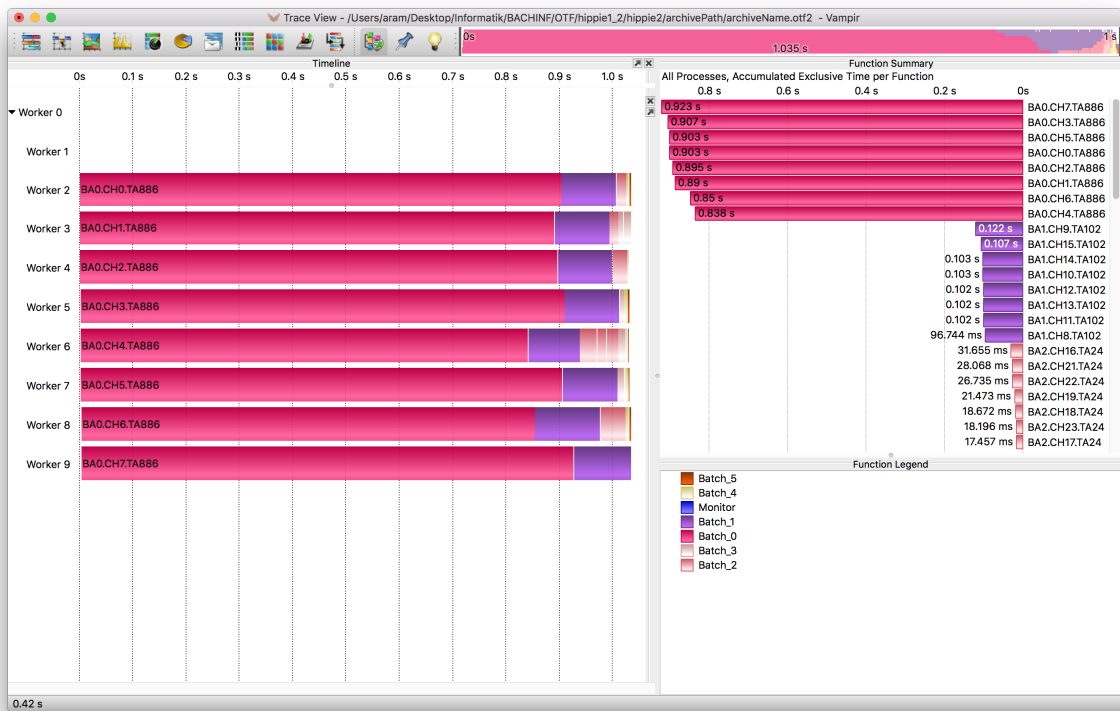 Trace View - /Users/aram/Desktop/Informatik/BACHINF/OTF/hippie1_2/hippie2/archivePath/archiveName.otf2 - Vampir
0s
1 s
1.035 s
Timeline
0s 0.1 s 0.2 s 0.3 s 0.4 s 0.5 s 0.6 s 0.7 s 0.8 s 0.9 s 1.0 s
Worker 0
Worker 1
Worker 2 BA0.CH0.TA886
Worker 3 BA0.CH1.TA886
Worker 4 BA0.CH2.TA886
Worker 5 BA0.CH3.TA886
Worker 6 BA0.CH4.TA886
Worker 7 BA0.CH5.TA886
Worker 8 BA0.CH6.TA886
Worker 9 BA0.CH7.TA886
Function Summary
All Processes, Accumulated Exclusive Time per Function
0.8 s 0.6 s 0.4 s 0.2 s 0s
0.923 s BA0.CH7.TA886
0.907 s BA0.CH3.TA886
0.903 s BA0.CH5.TA886
0.903 s BA0.CH0.TA886
0.895 s BA0.CH2.TA886
0.89 s BA0.CH1.TA886
0.85 s BA0.CH6.TA886
0.838 s BA0.CH4.TA886
0.122 s BA1.CH9.TA102
0.107 s BA1.CH15.TA102
0.103 s BA1.CH14.TA102
0.103 s BA1.CH10.TA102
0.102 s BA1.CH12.TA102
0.102 s BA1.CH13.TA102
0.102 s BA1.CH11.TA102
96.744 ms BA1.CH8.TA102
31.655 ms BA2.CH16.TA24
28.068 ms BA2.CH21.TA24
26.735 ms BA2.CH22.TA24
21.473 ms BA2.CH19.TA24
18.672 ms BA2.CH18.TA24
18.196 ms BA2.CH23.TA24
17.457 ms BA2.CH17.TA24
Function Legend
Batch_5
Batch_4
Monitor
Batch_1
Batch_0
Batch_3
Batch_2
0.42 s